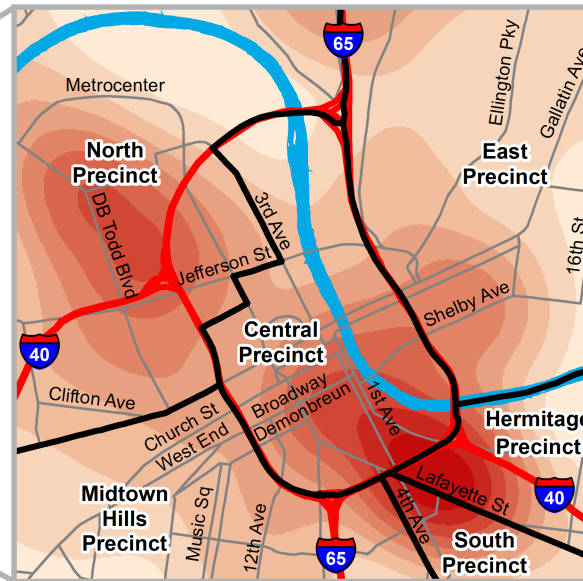 65
Metrocenter
Ellington Pky
Gallatin Ave
North
Precinct
East
Precinct
DB Todd Blvd
3rd Ave
Jefferson St
16th St
Shelby Ave
Central
Precinct
40
Clifton Ave
Church St
West End
Broadway
Demonbreun
1st Ave
Hermitage
Precinct
Lafayette St
40
4th Ave
Midtown
Hills
Precinct
Music Sq
12th Ave
65
South
Precinct